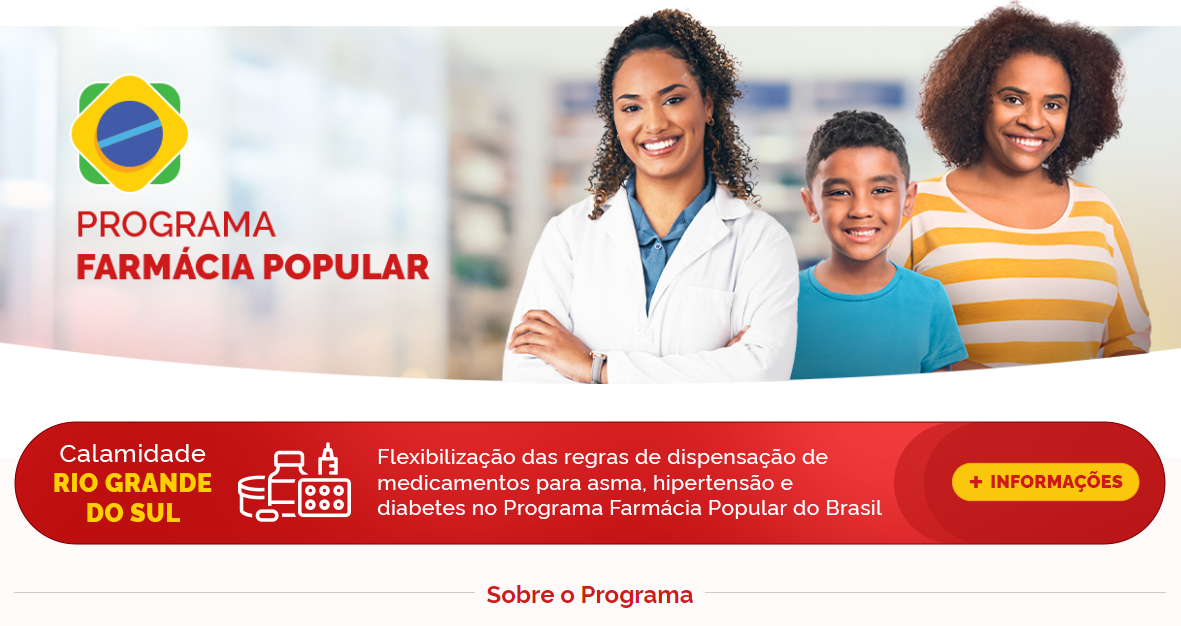 PROGRAMA
FARMÁCIA POPULAR
Calamidade
RIO GRANDE
DO SUL
Flexibilização das regras de dispensação de
medicamentos para asma, hipertensão e
diabetes no Programa Farmácia Popular do Brasil
+ INFORMAÇÕES
Sobre o Programa